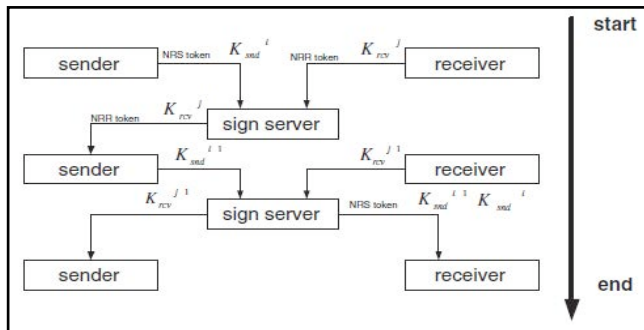 start
NRS token K_snd^i NRR token K_rcv^j
sender receiver
K_rcv^j
NRR token sign server
K_snd^{i 1} K_rcv^{j 1}
sender receiver
K_rcv^{j 1} sign server NRS token K_snd^{i 1} K_snd^i
sender receiver
end